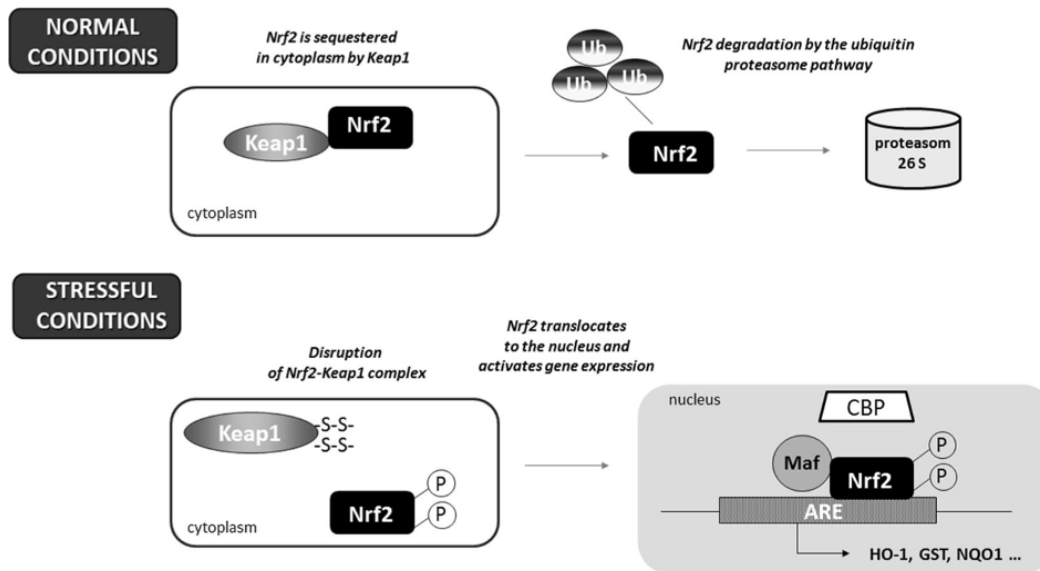 NORMAL
CONDITIONS
Nrf2 is sequestered
in cytoplasm by Keap1
Nrf2 degradation by the ubiquitin
proteasome pathway
Ub
Ub
Ub
Keap1
Nrf2
Nrf2
proteasom
26 S
cytoplasm
STRESSFUL
CONDITIONS
Disruption
of Nrf2-Keap1 complex
Nrf2 translocates
to the nucleus and
activates gene expression
Keap1
-S-S-
-S-S-
Nrf2
P
P
cytoplasm
nucleus
CBP
Maf
Nrf2
P
P
ARE
HO-1, GST, NQO1 ...